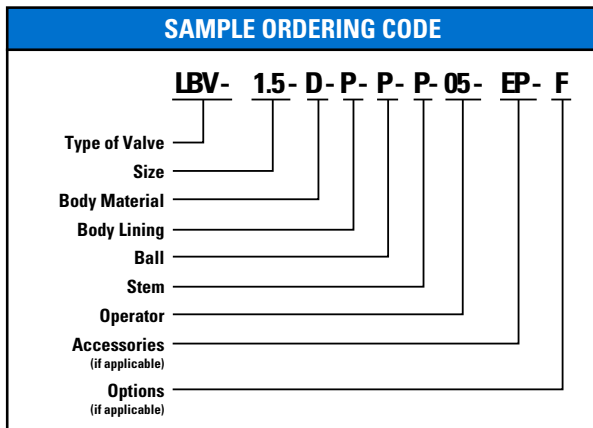 SAMPLE ORDERING CODE
LBV- 1.5- D- P- P- P- 05- EP- F
Type of Valve
Size
Body Material
Body Lining
Ball
Stem
Operator
Accessories
(if applicable)
Options
(if applicable)